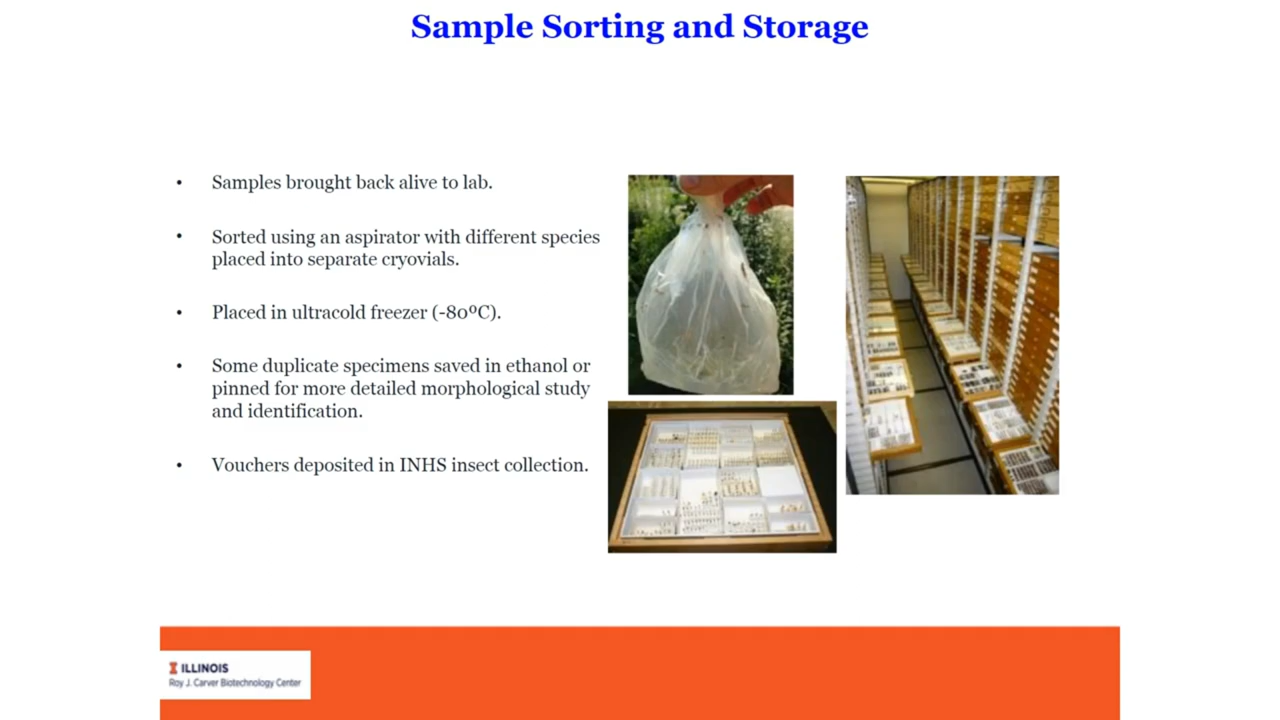 Sample Sorting and Storage
• Samples brought back alive to lab.
• Sorted using an aspirator with different species
placed into separate cryovials.
• Placed in ultracold freezer (-80ºC).
• Some duplicate specimens saved in ethanol or
pinned for more detailed morphological study
and identification.
• Vouchers deposited in INHS insect collection.
I ILLINOIS
Roy J. Carver Biotechnology Center